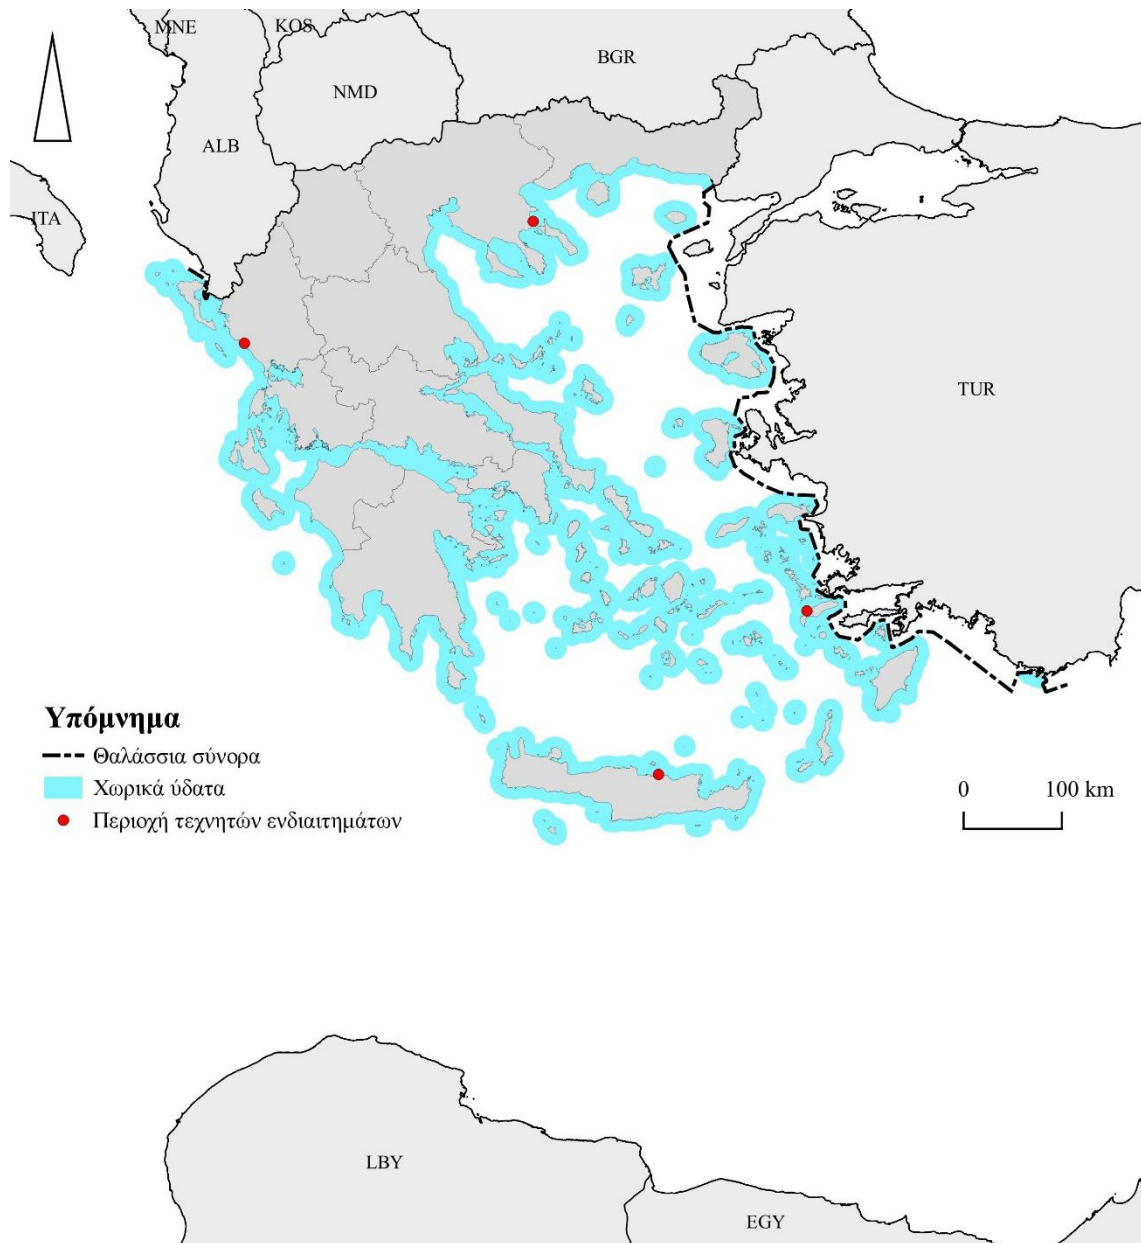 MNE
KOS
BGR
NMD
ALB
ITA
TUR
Υπόμνημα
Θαλάσσια σύνορα
Χωρικά ύδατα
Περιοχή τεχνητών ενδιαιτημάτων
0 100 km
LBY
EGY